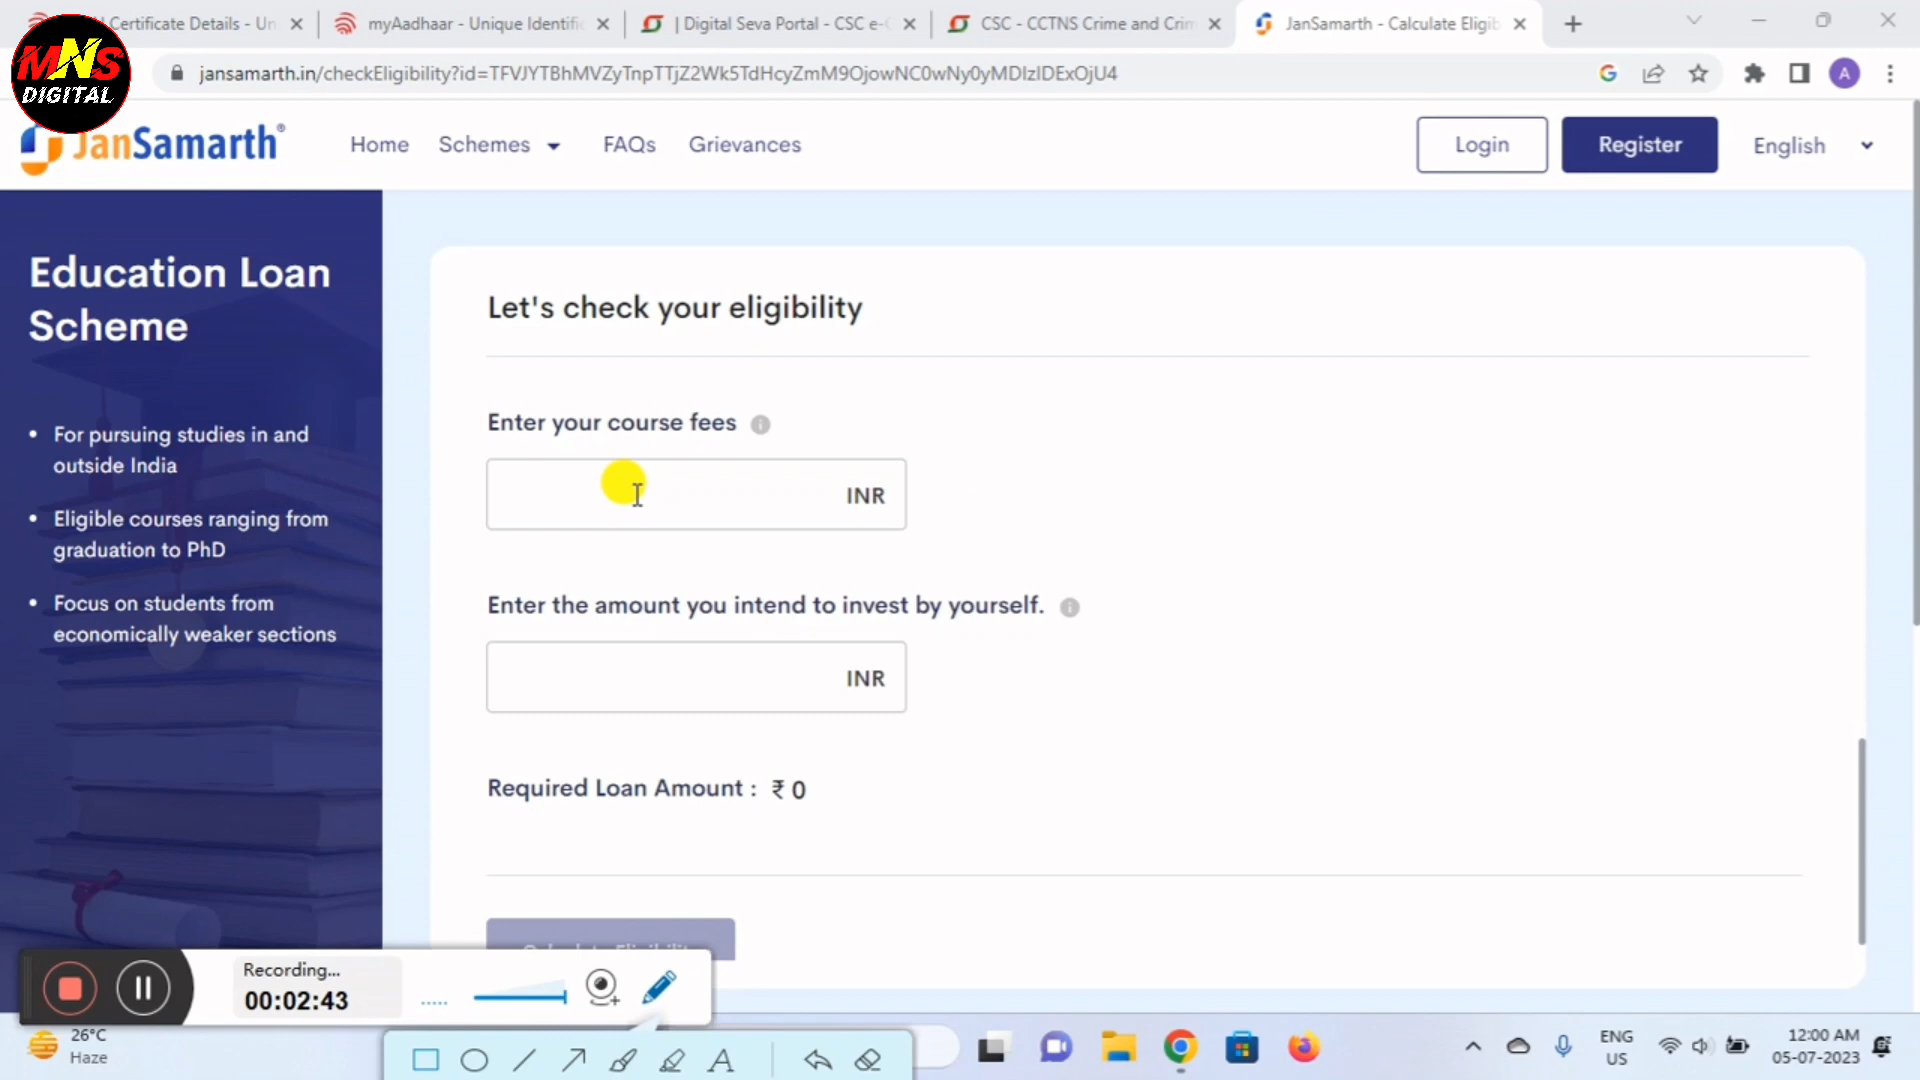 Certificate Details - Un
myAadhaar - Unique Identifi
| Digital Seva Portal - CSC e-G
CSC - CCTNS Crime and Crim
JanSamarth - Calculate Eligib
MNS
DIGITAL
jansamarth.in/checkEligibility?id=TFVJYTBhMVZyTnpTTjZ2Wk5TdHcyZmM9OjowNC0wNy0yMDIzIDExOjU4
A
JanSamarth®
Home
Schemes
FAQs
Grievances
Login
Register
English
Education Loan
Scheme
• For pursuing studies in and
outside India
• Eligible courses ranging from
graduation to PhD
• Focus on students from
economically weaker sections
Let's check your eligibility
Enter your course fees
INR
Enter the amount you intend to invest by yourself.
INR
Required Loan Amount : ₹ 0
Calculate Eligibility
Recording...
00:02:43
26°C
Haze
A
ENG
US
12:00 AM
05-07-2023